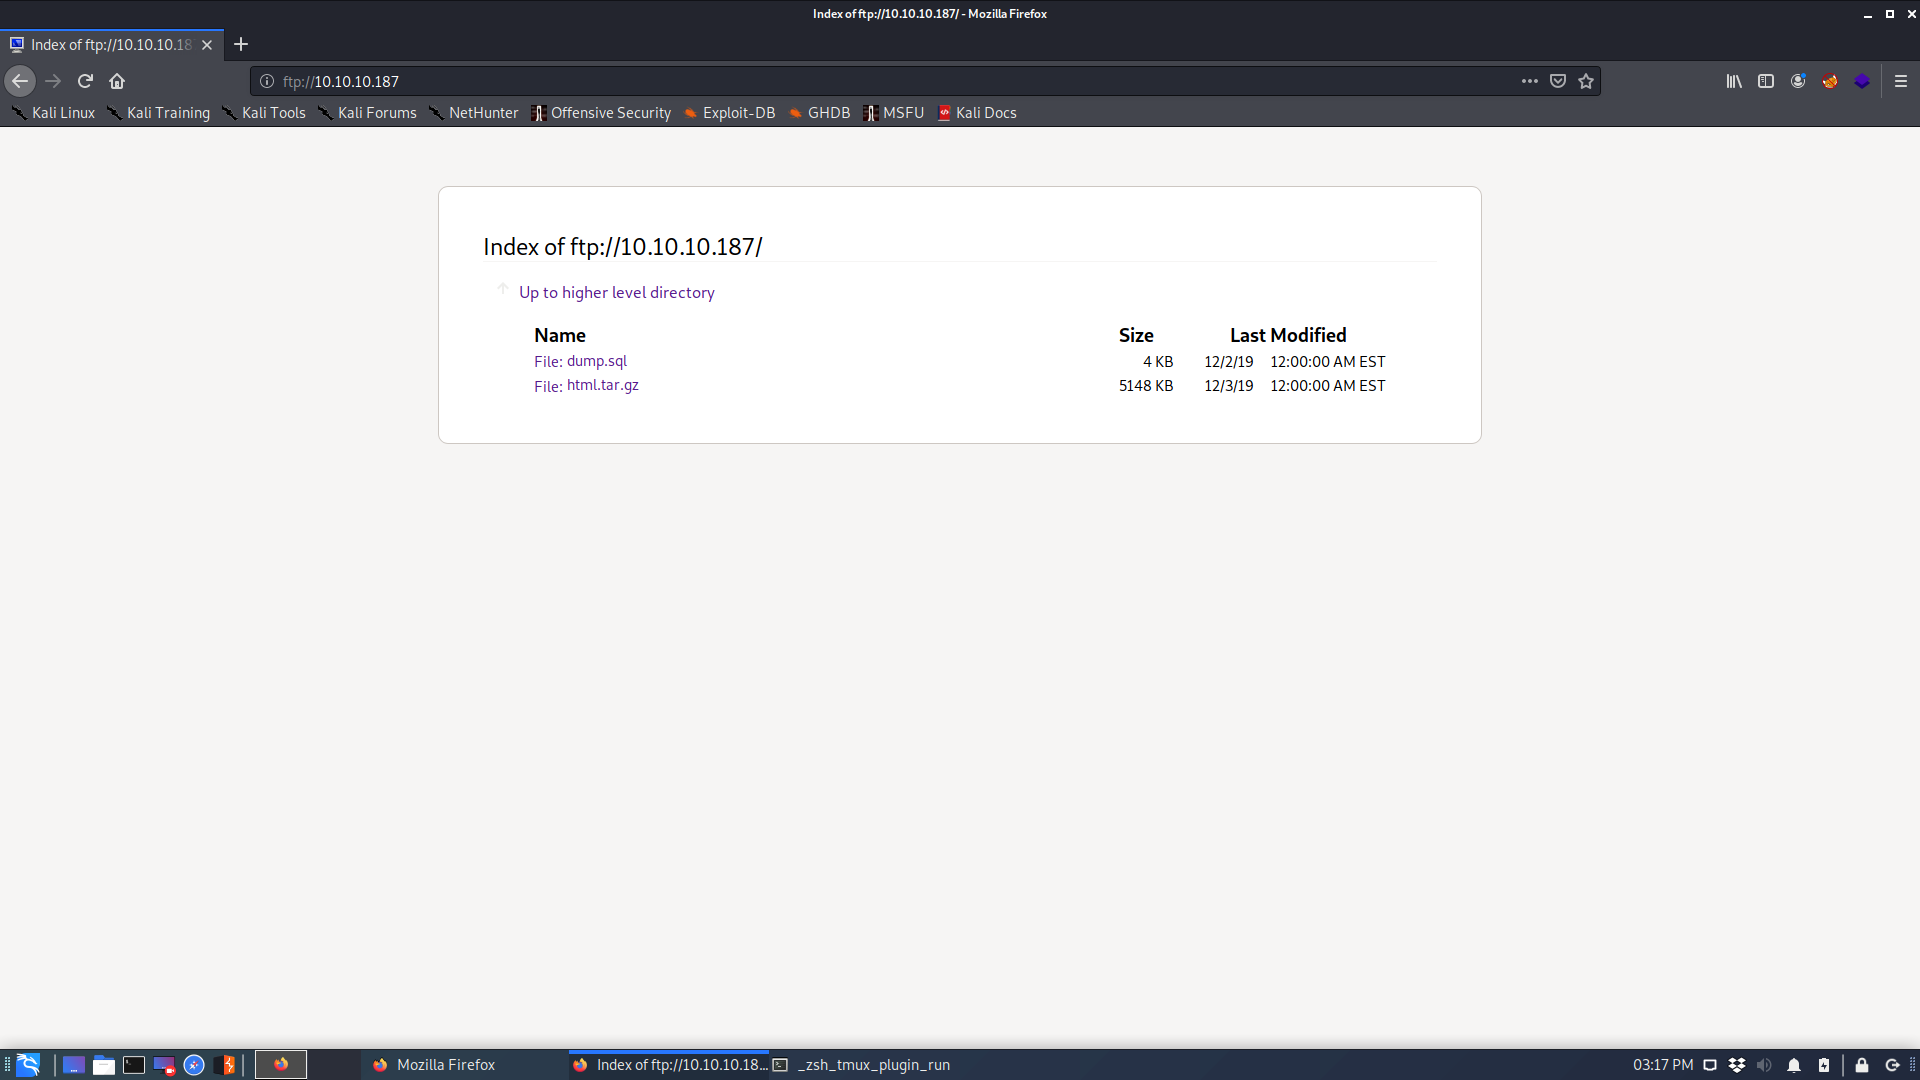 Index of ftp://10.10.10.187/ - Mozilla Firefox
Index of ftp://10.10.10.18
ftp://10.10.10.187
Kali Linux Kali Training Kali Tools Kali Forums NetHunter Offensive Security Exploit-DB GHDB MSFU Kali Docs
Index of ftp://10.10.10.187/
Up to higher level directory
Name Size Last Modified
File: dump.sql 4 KB 12/2/19 12:00:00 AM EST
File: html.tar.gz 5148 KB 12/3/19 12:00:00 AM EST
Mozilla Firefox Index of ftp://10.10.10.18... _zsh_tmux_plugin_run 03:17 PM